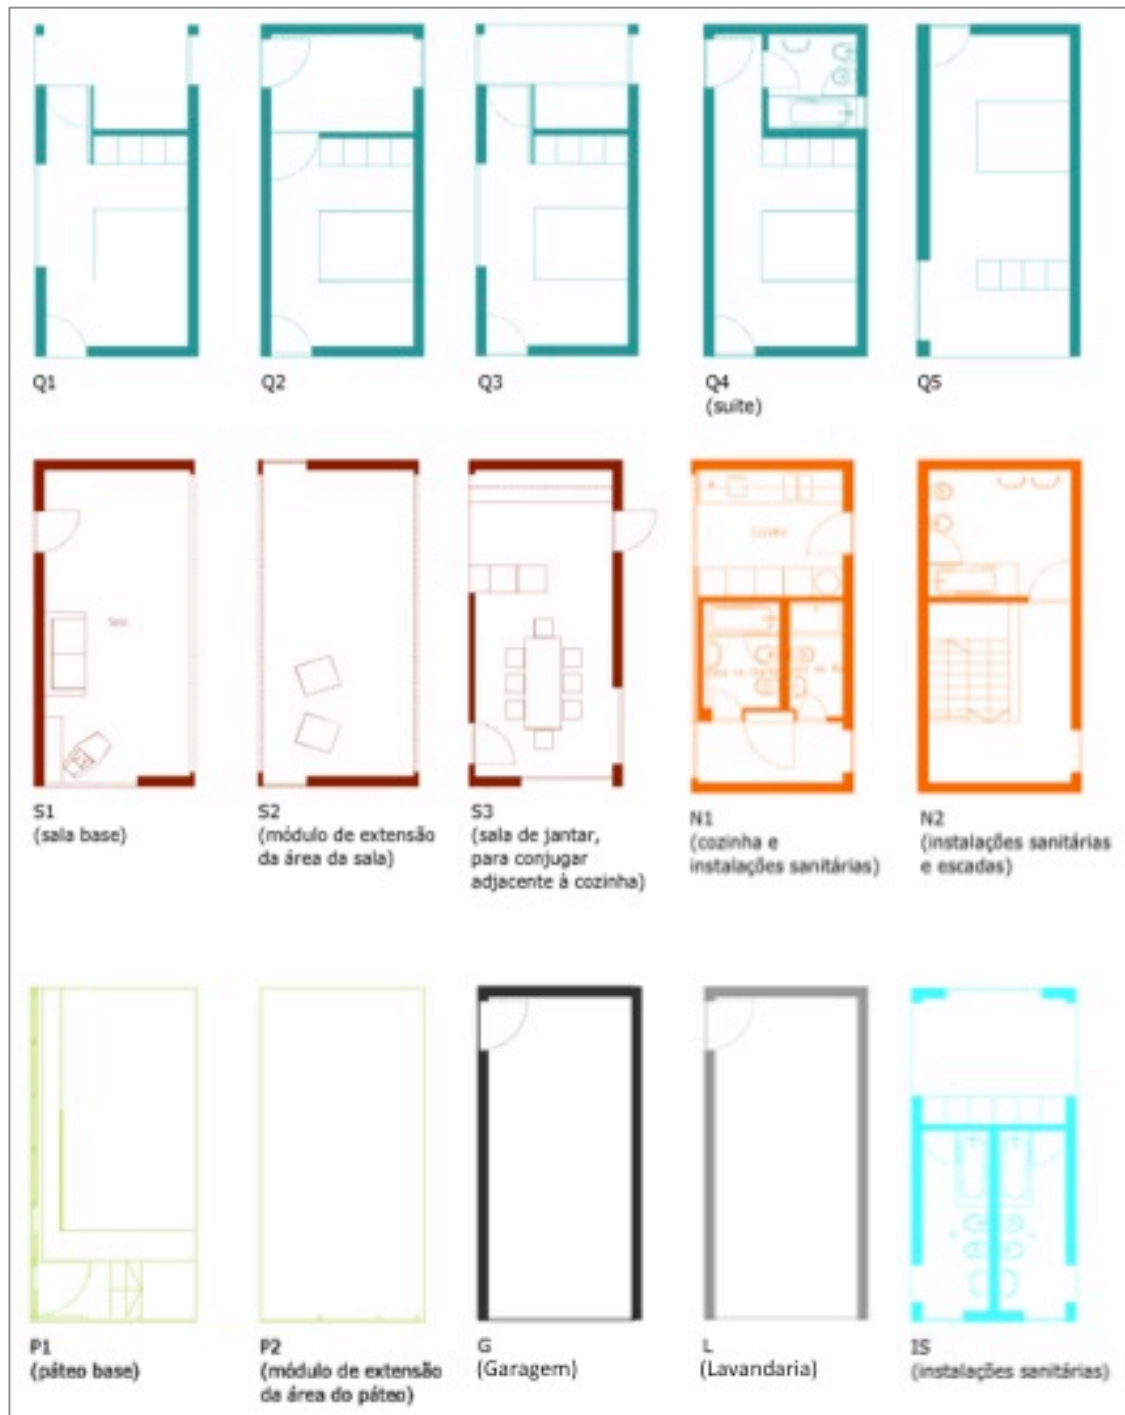 Q1
Q2
Q3
Q4
(suite)
Q5
Sala
Cozinha
S1
(sala base)
S2
(módulo de extensão
da área da sala)
S3
(sala de jantar,
para conjugar
adjacente à cozinha)
N1
(cozinha e
instalações sanitárias)
N2
(instalações sanitárias
e escadas)
P1
(páteo base)
P2
(módulo de extensão
da área do páteo)
G
(Garagem)
L
(Lavandaria)
IS
(instalações sanitárias)